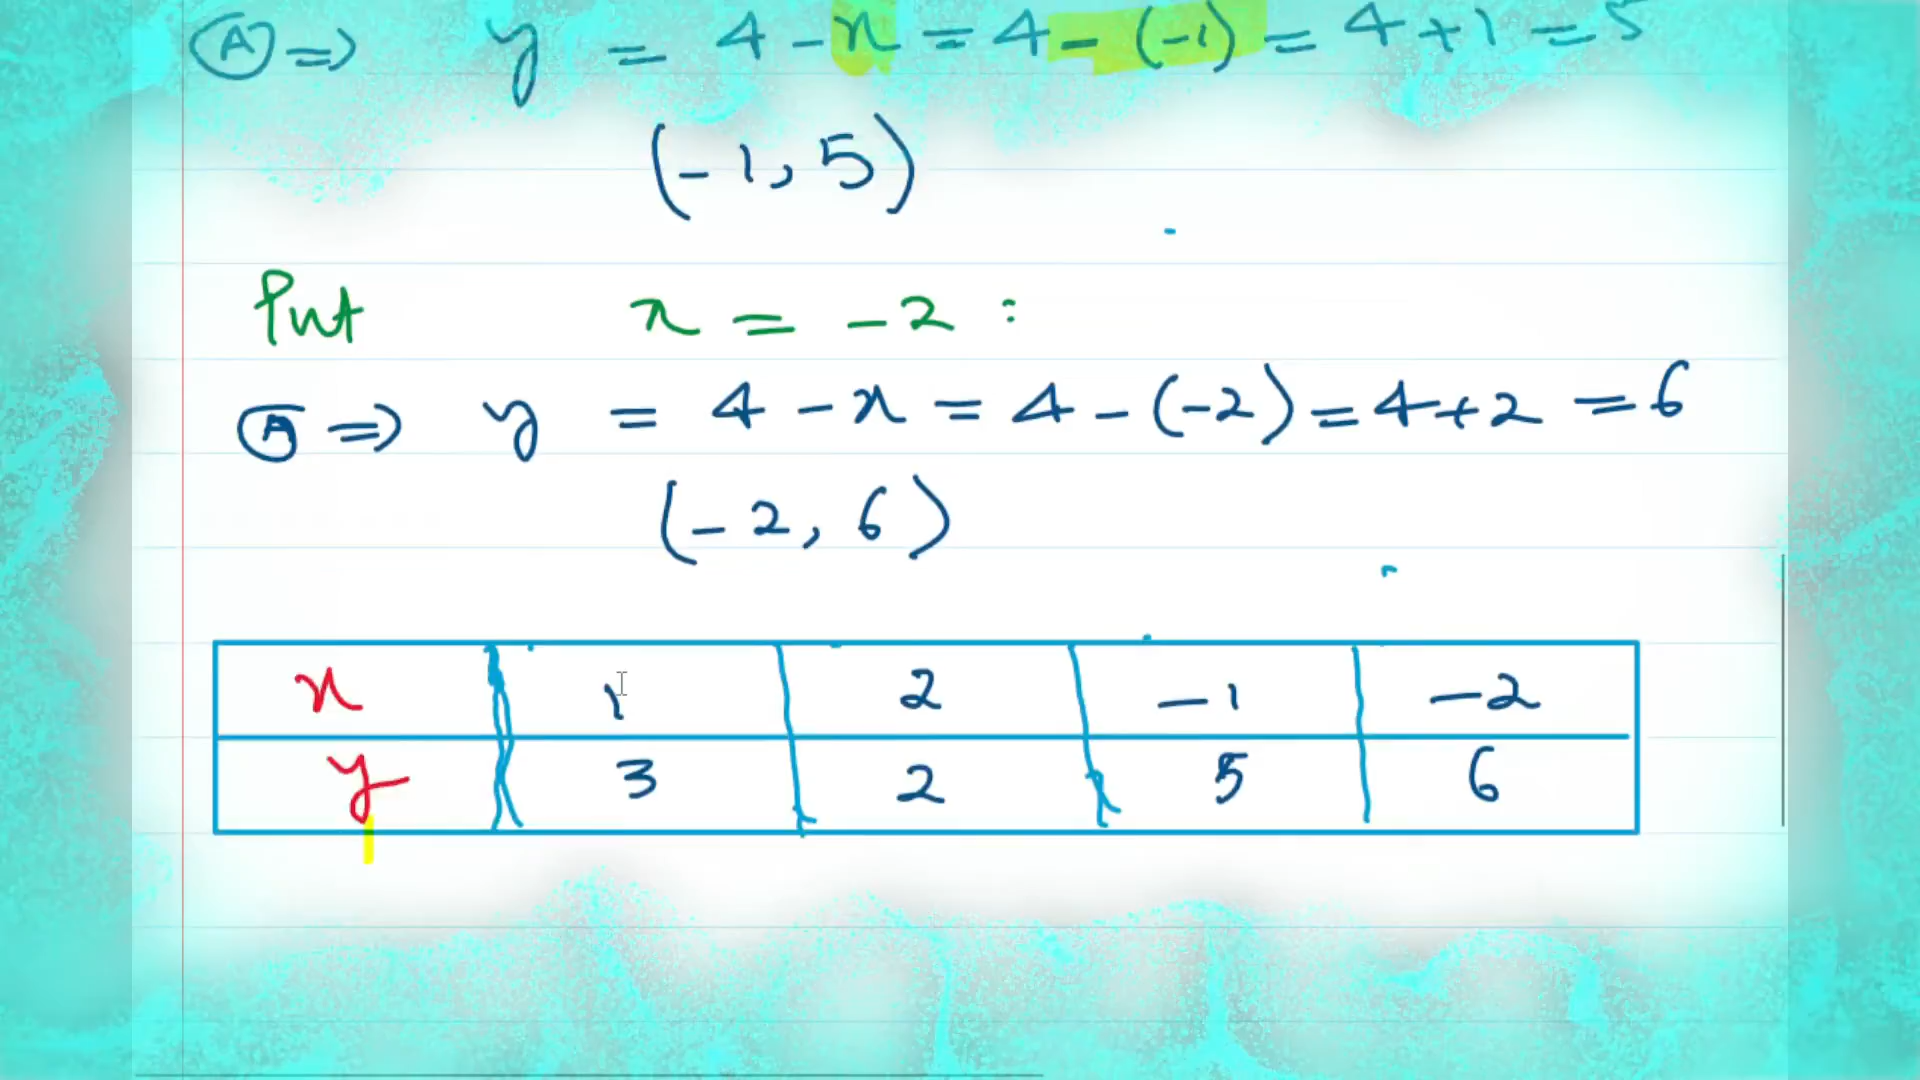 (A) ⇒ y = 4 - x = 4 - (-1) = 4 + 1 = 5
(-1, 5)
Put x = -2 :
(A) ⇒ y = 4 - x = 4 - (-2) = 4 + 2 = 6
(-2, 6)
x 1 2 -1 -2
y 3 2 5 6